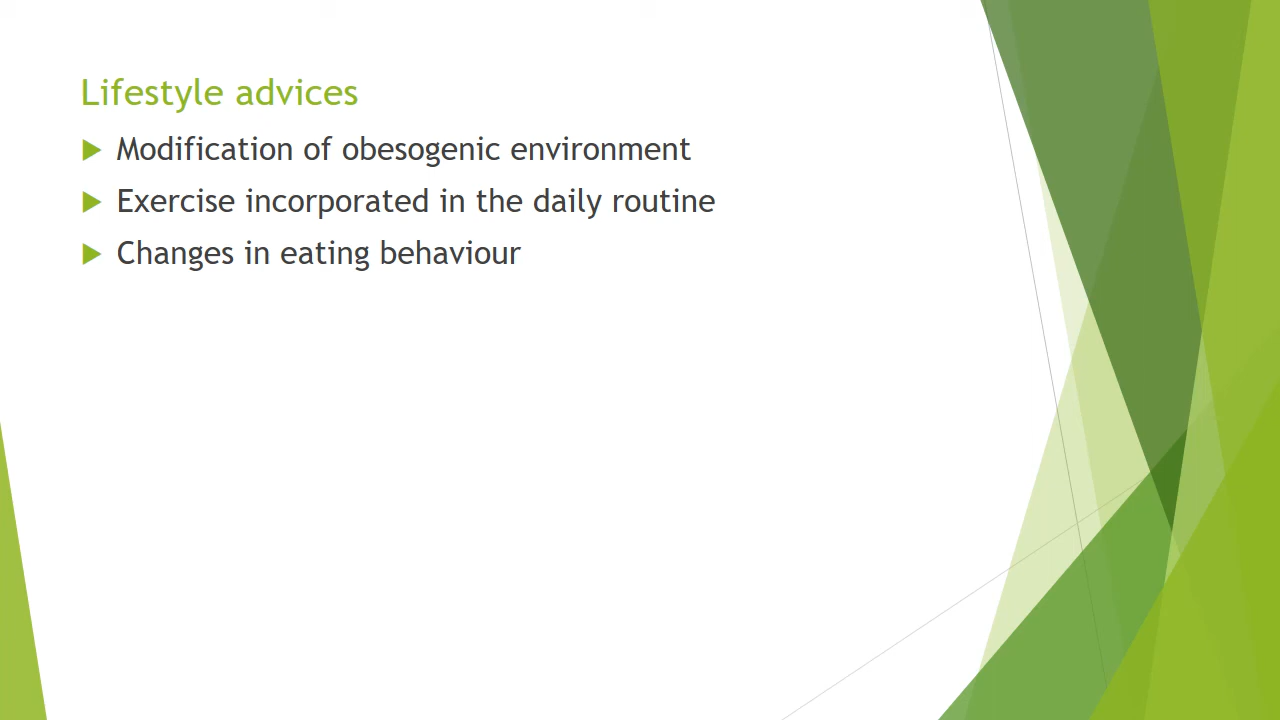 Lifestyle advices
Modification of obesogenic environment
Exercise incorporated in the daily routine
Changes in eating behaviour